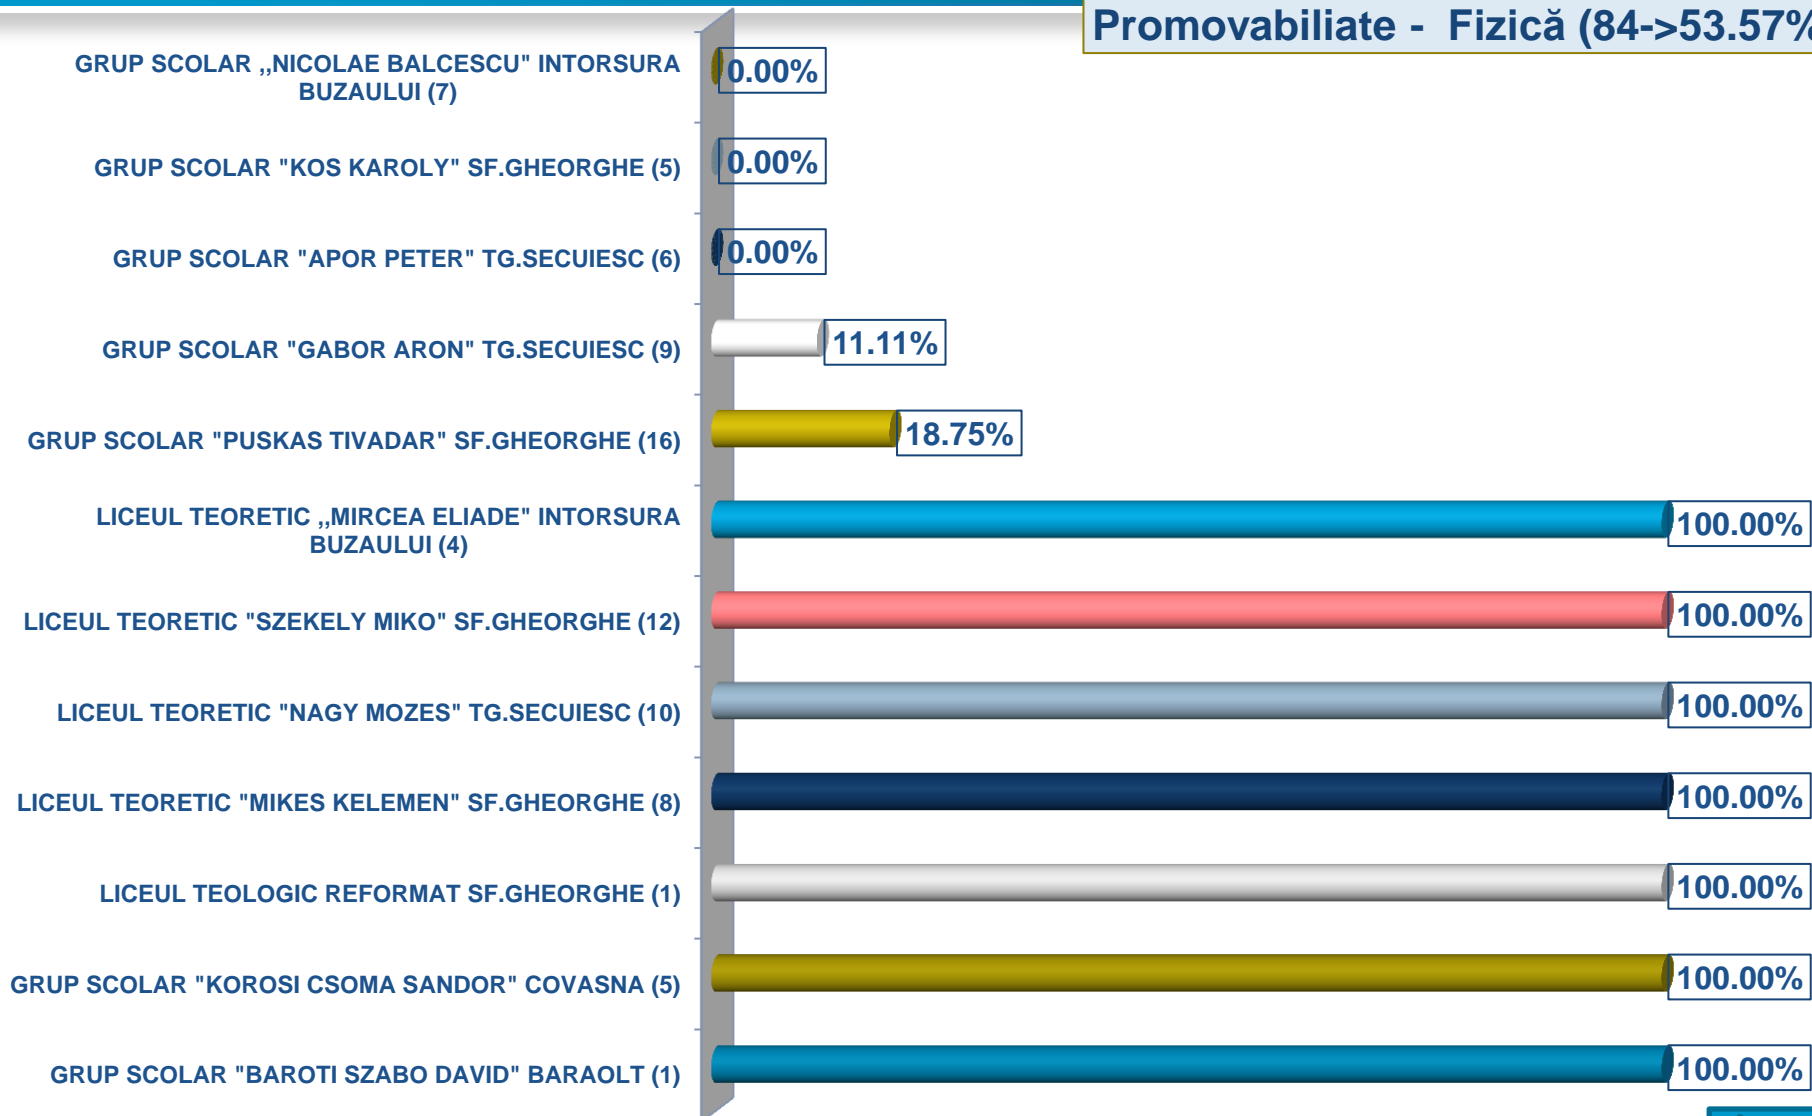 Promovabiliate -  Fizică (84->53.57%
GRUP SCOLAR ,,NICOLAE BALCESCU" INTORSURA
BUZAULUI (7)
0.00%
GRUP SCOLAR "KOS KAROLY" SF.GHEORGHE (5)
0.00%
GRUP SCOLAR "APOR PETER" TG.SECUIESC (6)
0.00%
GRUP SCOLAR "GABOR ARON" TG.SECUIESC (9)
11.11%
GRUP SCOLAR "PUSKAS TIVADAR" SF.GHEORGHE (16)
18.75%
LICEUL TEORETIC ,,MIRCEA ELIADE" INTORSURA
BUZAULUI (4)
100.00%
LICEUL TEORETIC "SZEKELY MIKO" SF.GHEORGHE (12)
100.00%
LICEUL TEORETIC "NAGY MOZES" TG.SECUIESC (10)
100.00%
LICEUL TEORETIC "MIKES KELEMEN" SF.GHEORGHE (8)
100.00%
LICEUL TEOLOGIC REFORMAT SF.GHEORGHE (1)
100.00%
GRUP SCOLAR "KOROSI CSOMA SANDOR" COVASNA (5)
100.00%
GRUP SCOLAR "BAROTI SZABO DAVID" BARAOLT (1)
100.00%